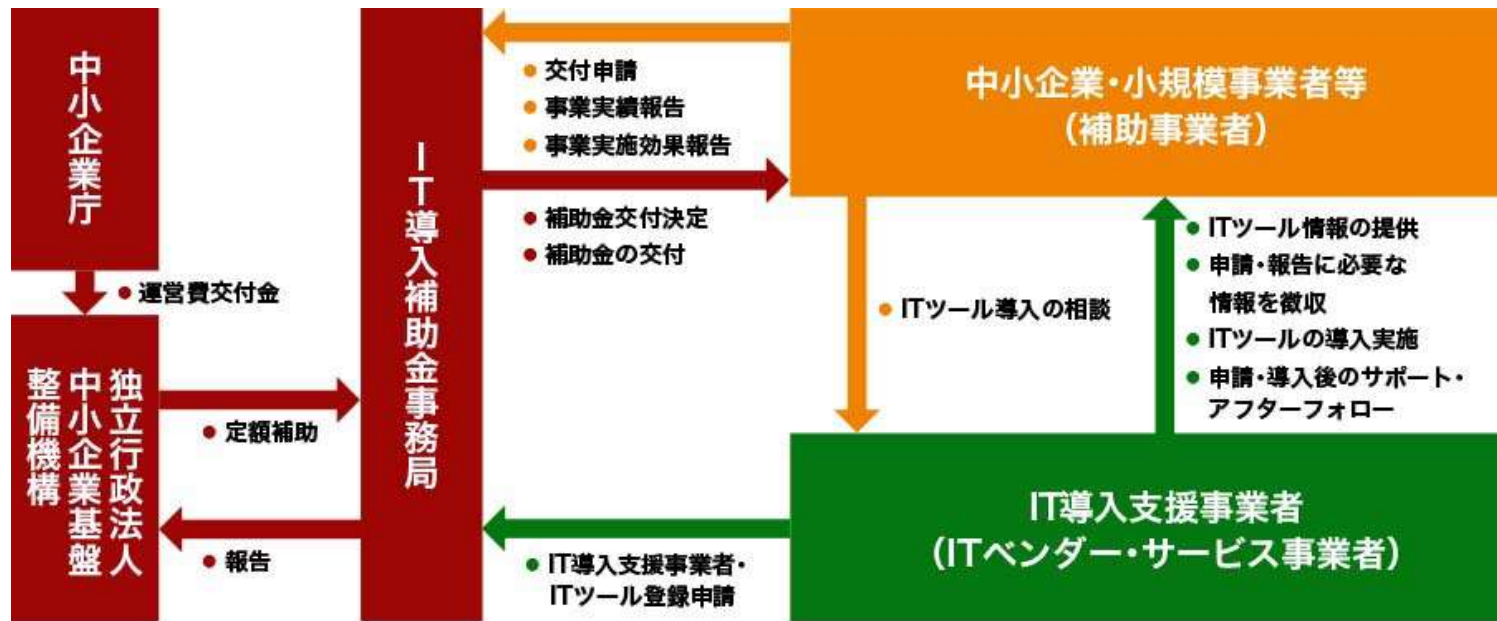 中小企業庁
● 運営費交付金
独立行政法人
中小企業基盤
整備機構
● 定額補助
● 報告
IT導入補助金事務局
● 交付申請
● 事業実績報告
● 事業実施効果報告
● 補助金交付決定
● 補助金の交付
● IT導入支援事業者・
ITツール登録申請
中小企業・小規模事業者等
（補助事業者）
● ITツール導入の相談
● ITツール情報の提供
● 申請・報告に必要な
情報を徴収
● ITツールの導入実施
● 申請・導入後のサポート・
アフターフォロー
IT導入支援事業者
（ITベンダー・サービス事業者）